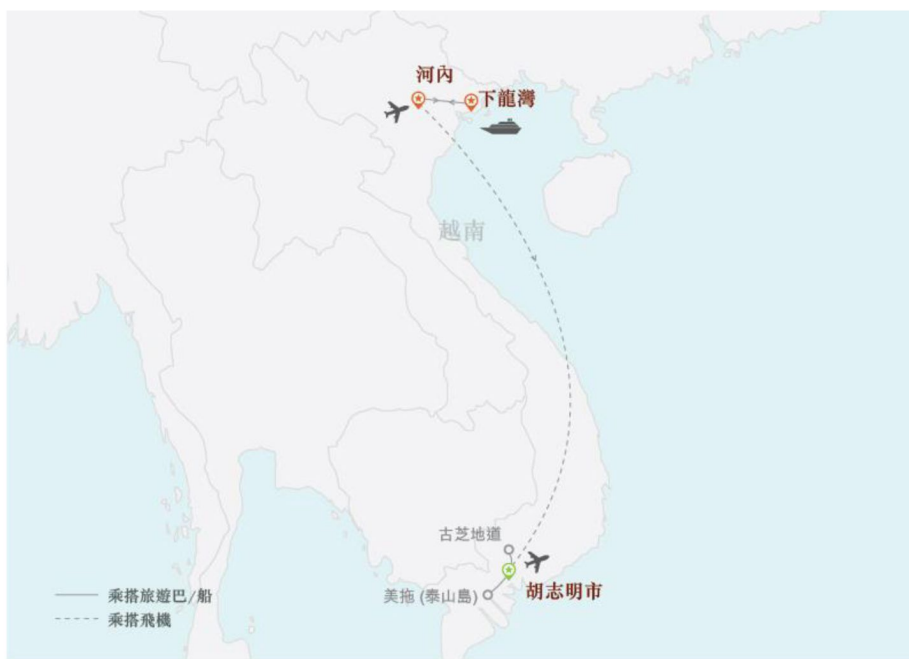 河內
下龍灣
越南
古芝地道
胡志明市
美拖 (泰山島)
乘搭旅遊巴/船
乘搭飛機